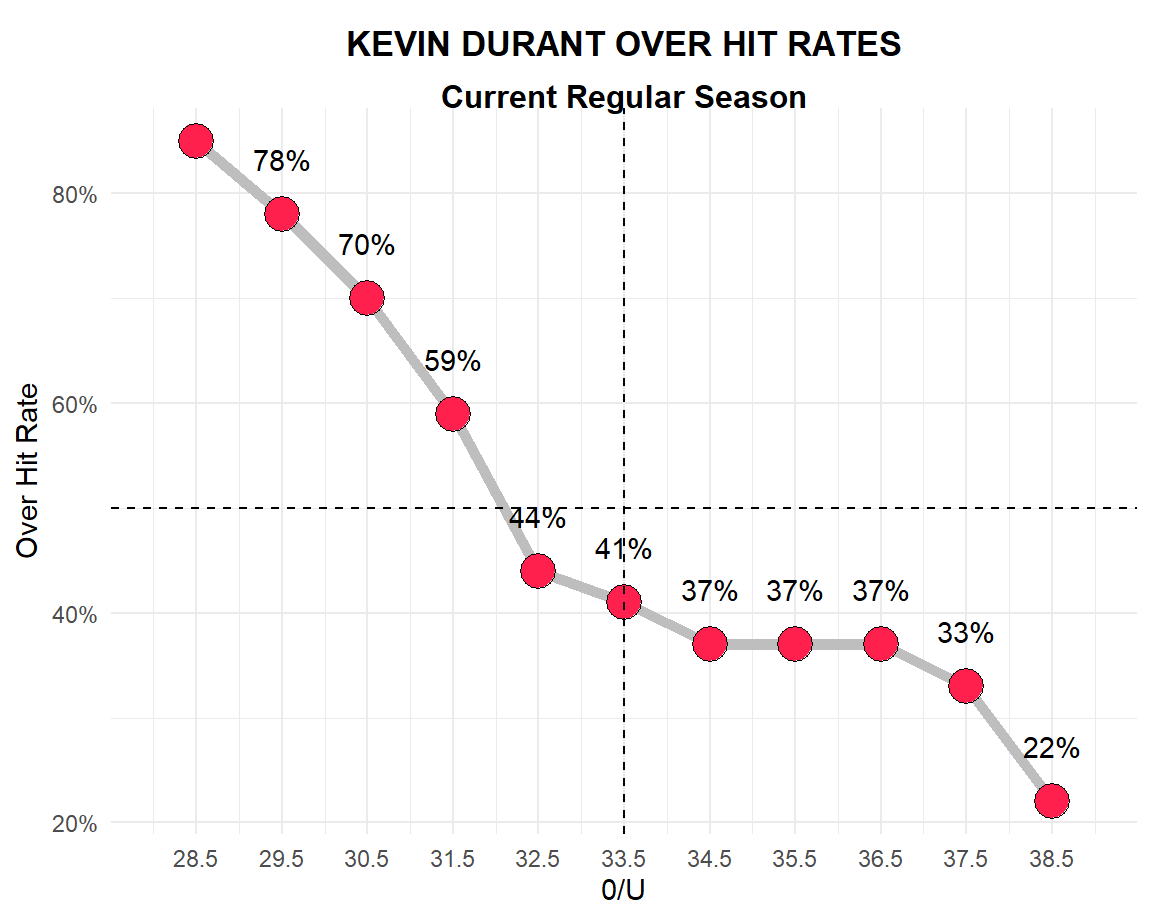 KEVIN DURANT OVER HIT RATES
Current Regular Season
78%
80%
70%
59%
60%
Over Hit Rate
44%
41%
37% 37% 37%
40%
33%
22%
20%
28.5 29.5 30.5 31.5 32.5 33.5 34.5 35.5 36.5 37.5 38.5
0/U